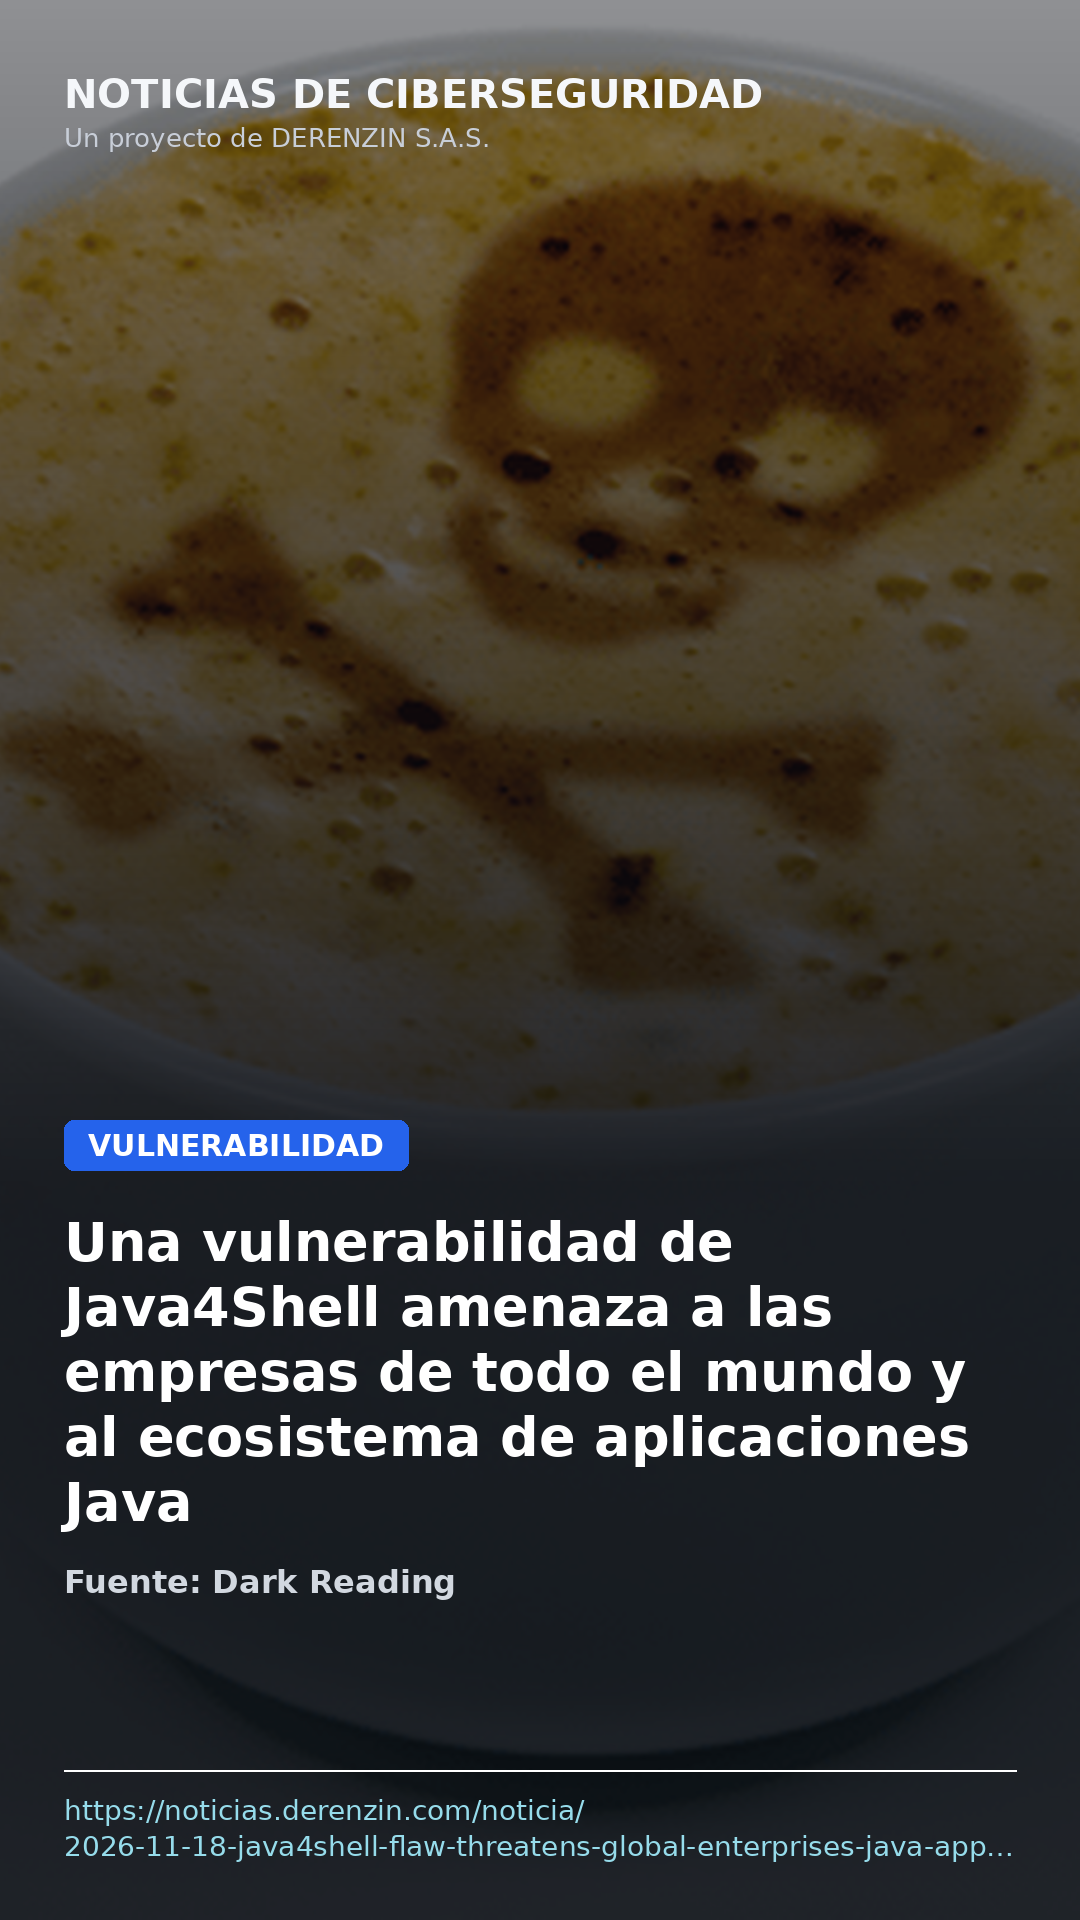 NOTICIAS DE CIBERSEGURIDAD
Un proyecto de DERENZIN S.A.S.
VULNERABILIDAD
Una vulnerabilidad de
Java4Shell amenaza a las
empresas de todo el mundo y
al ecosistema de aplicaciones
Java
Fuente: Dark Reading
https://noticias.derenzin.com/noticia/
2026-11-18-java4shell-flaw-threatens-global-enterprises-java-app...